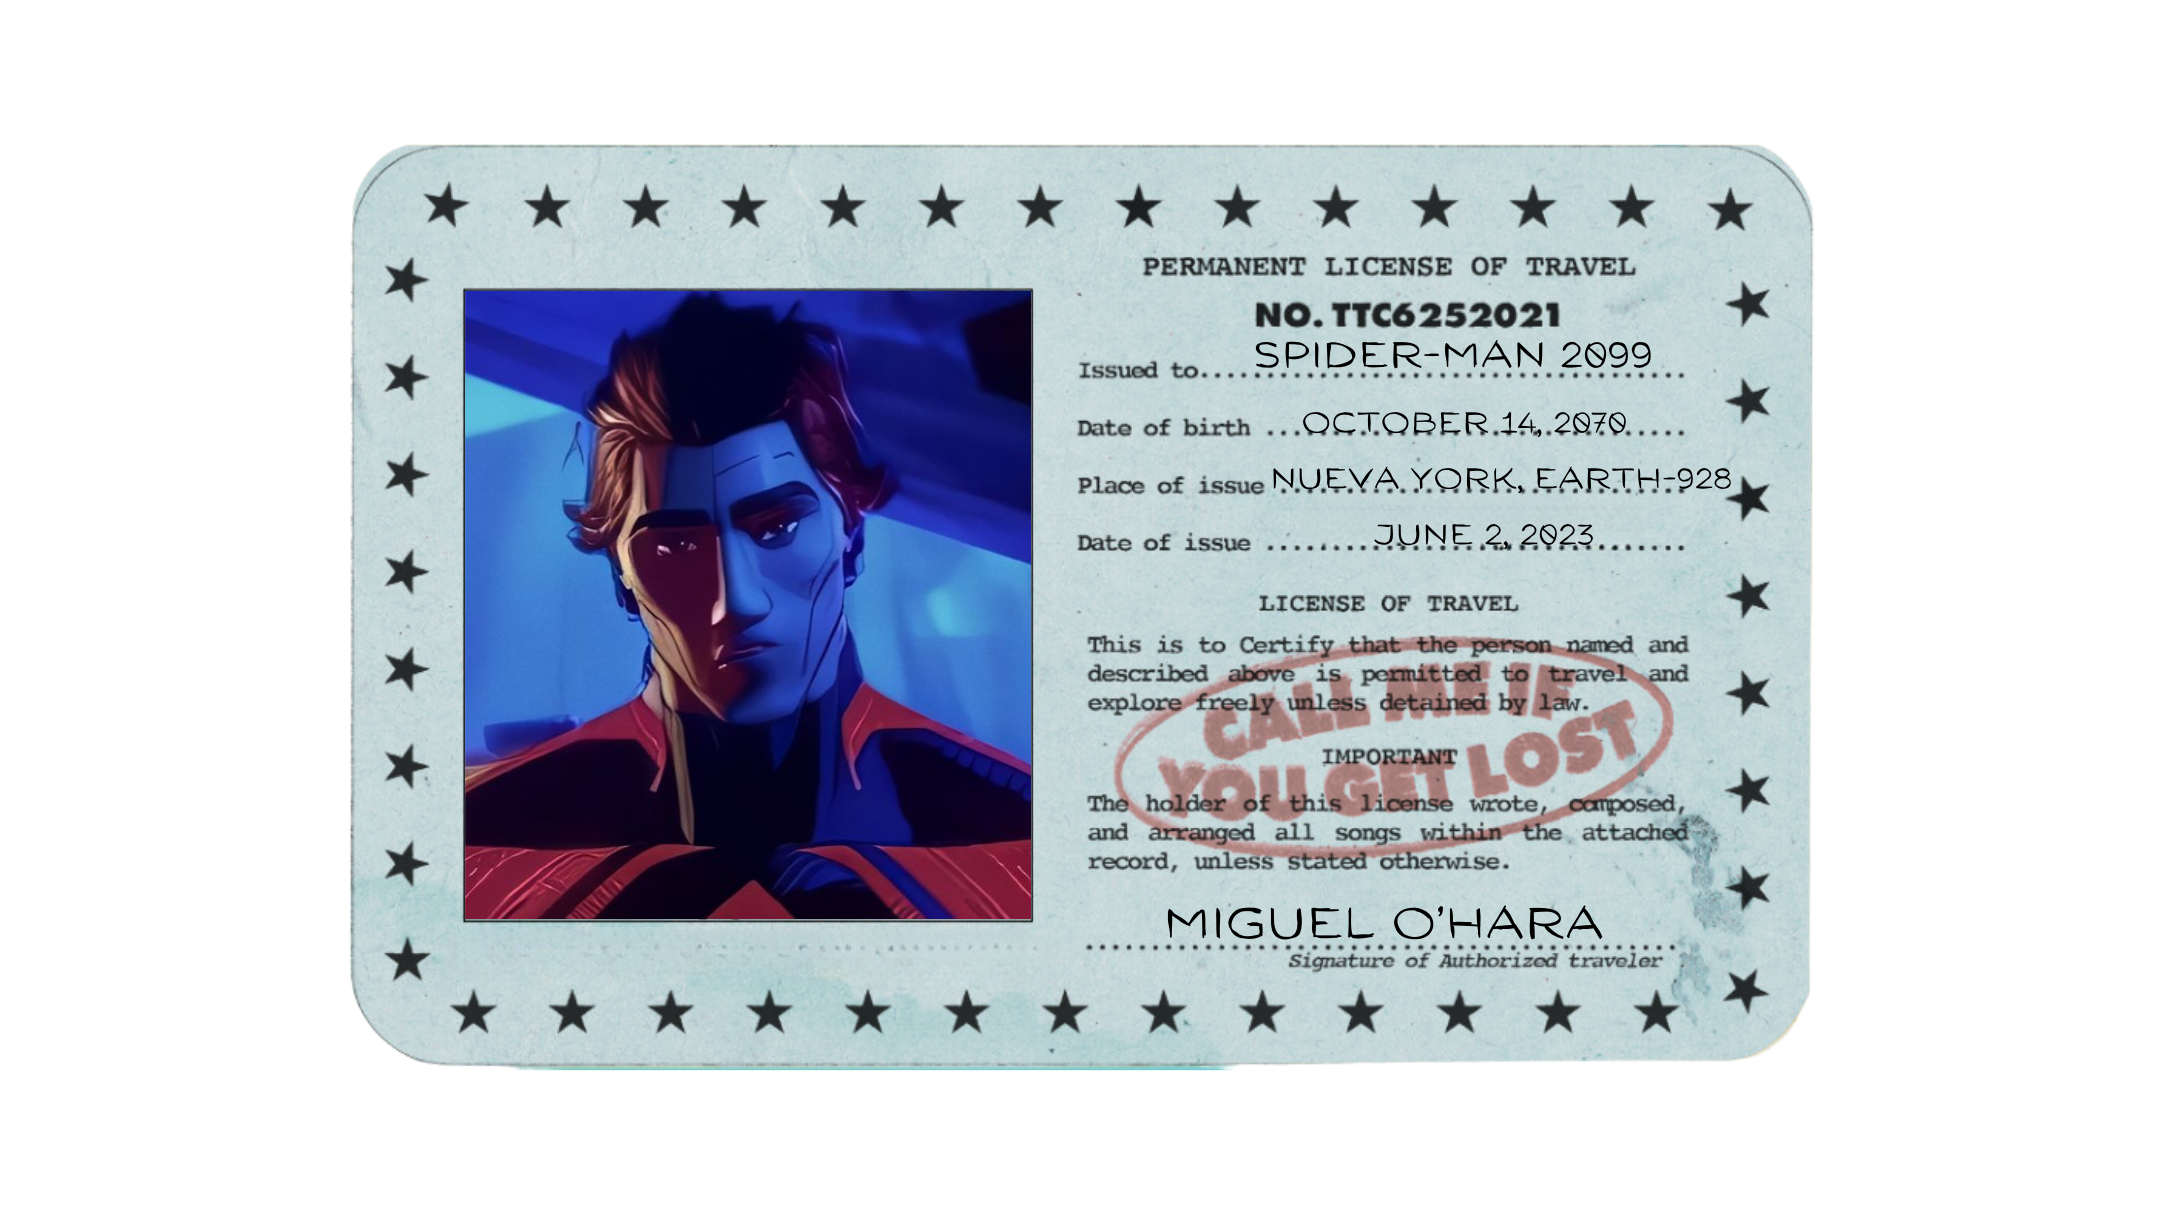 PERMANENT LICENSE OF TRAVEL
NO. TTC6252021
Issued to.... SPIDER-MAN 2099
Date of birth ... OCTOBER 14, 2070
Place of issue NUEVA YORK, EARTH-928
Date of issue ... JUNE 2, 2023
LICENSE OF TRAVEL
This is to Certify that the person named and
described above is permitted to travel and
explore freely unless detained by law.
CALL ME IF
YOU GET LOST
IMPORTANT
The holder of this license wrote, composed,
and arranged all songs within the attached
record, unless stated otherwise.
MIGUEL O'HARA
Signature of Authorized traveler